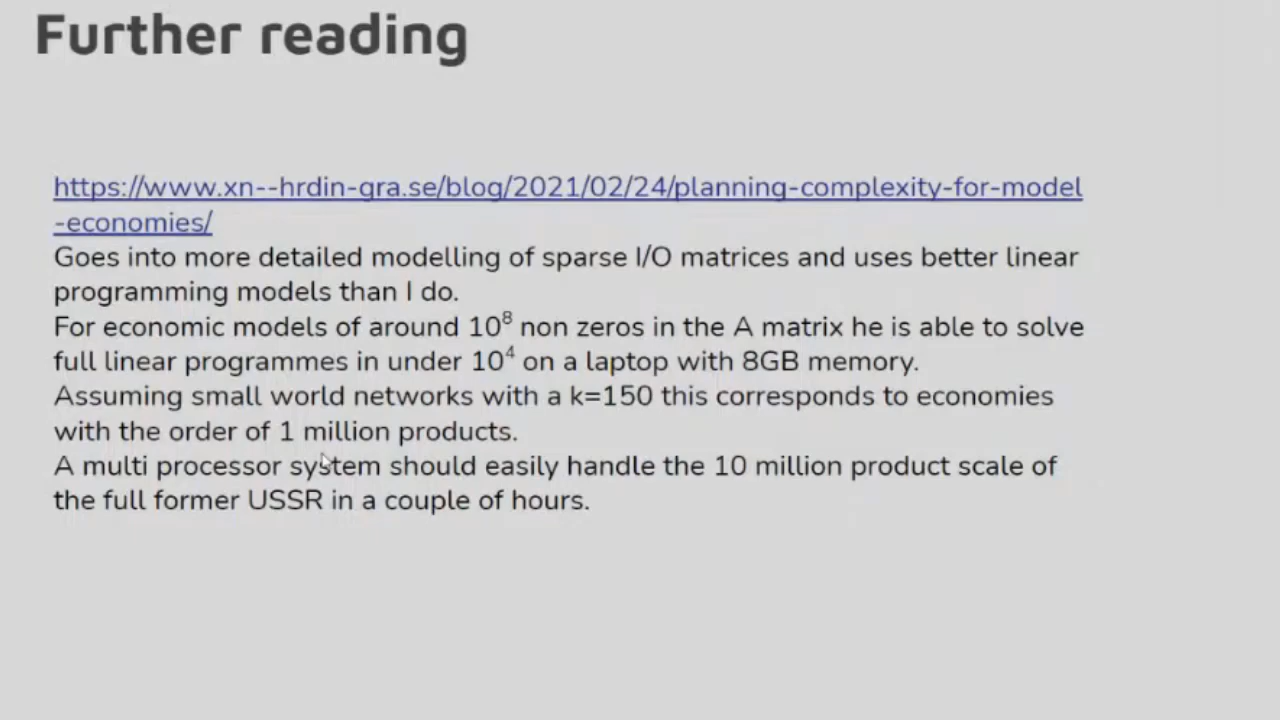 Further reading
https://www.xn--hrdin-gra.se/blog/2021/02/24/planning-complexity-for-model
-economies/
Goes into more detailed modelling of sparse I/O matrices and uses better linear
programming models than I do.
For economic models of around 10⁸ non zeros in the A matrix he is able to solve
full linear programmes in under 10⁴ on a laptop with 8GB memory.
Assuming small world networks with a k=150 this corresponds to economies
with the order of 1 million products.
A multi processor system should easily handle the 10 million product scale of
the full former USSR in a couple of hours.